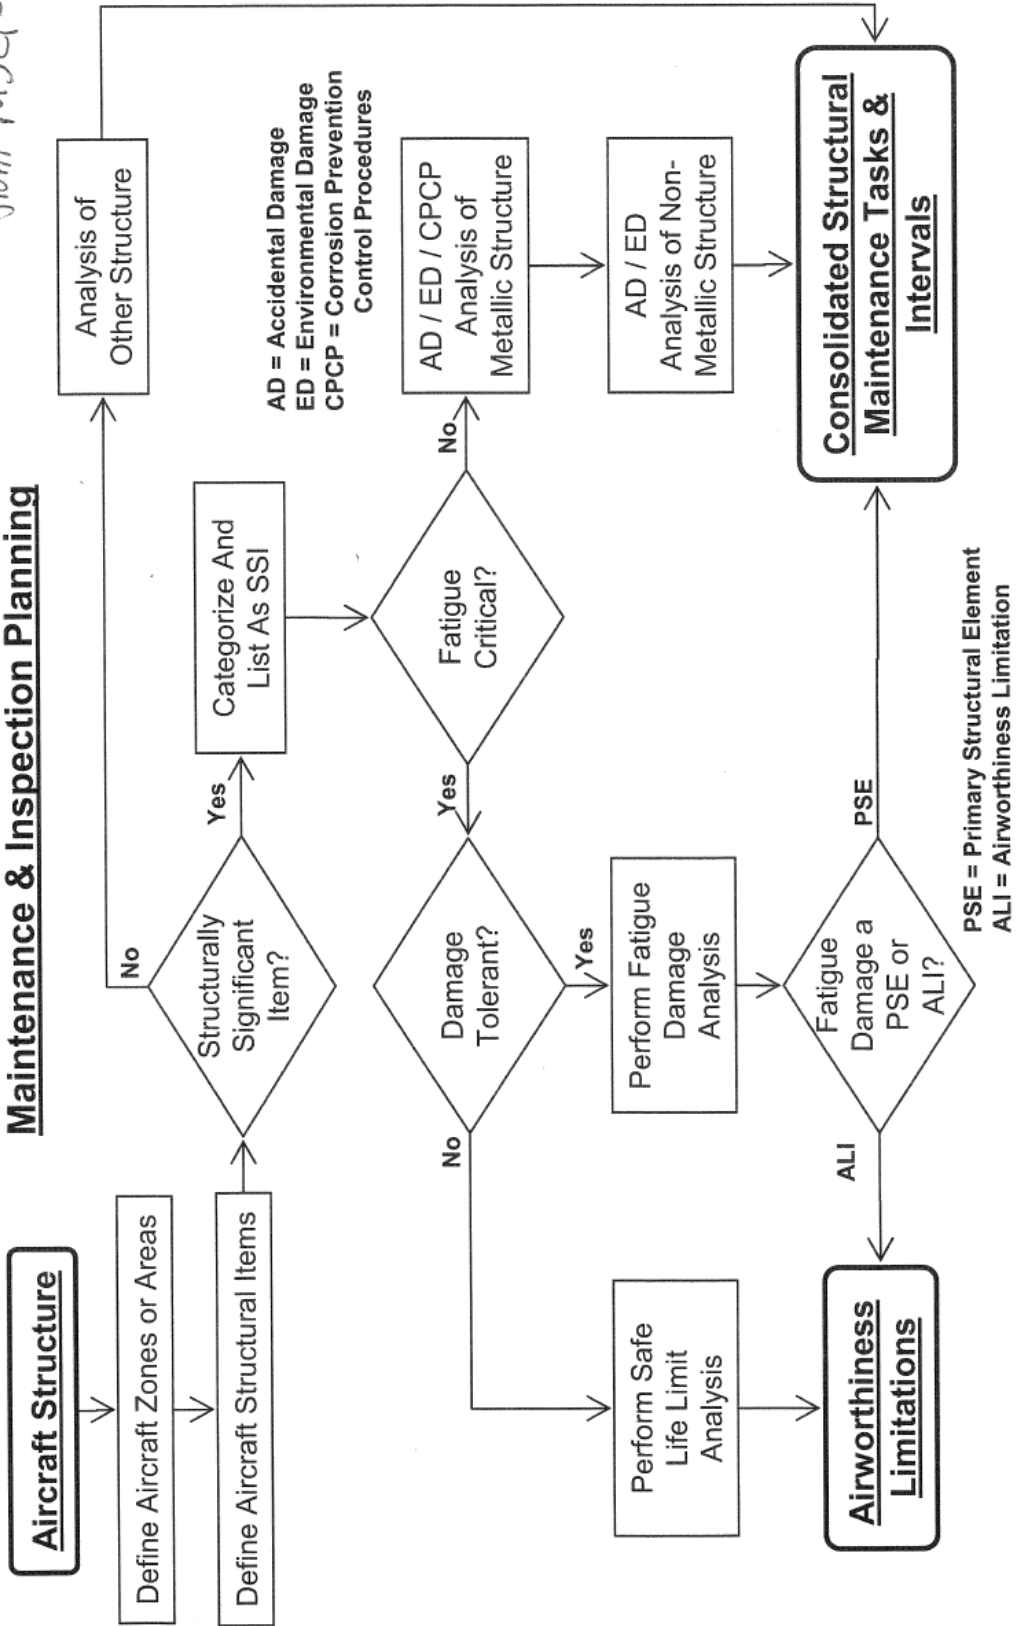 Maintenance & Inspection Planning
Aircraft Structure
Define Aircraft Zones or Areas
Define Aircraft Structural Items
Structurally
Significant
Item?
No
Yes
Analysis of
Other Structure
Categorize And
List As SSI
AD = Accidental Damage
ED = Environmental Damage
CPCP = Corrosion Prevention
Control Procedures
Fatigue
Critical?
No
Yes
AD / ED / CPCP
Analysis of
Metallic Structure
AD / ED
Analysis of Non-
Metallic Structure
Damage
Tolerant?
No
Yes
Perform Safe
Life Limit
Analysis
Perform Fatigue
Damage
Analysis
Fatigue
Damage a
PSE or
ALI?
ALI
PSE
Airworthiness
Limitations
Consolidated Structural
Maintenance Tasks &
Intervals
PSE = Primary Structural Element
ALI = Airworthiness Limitation